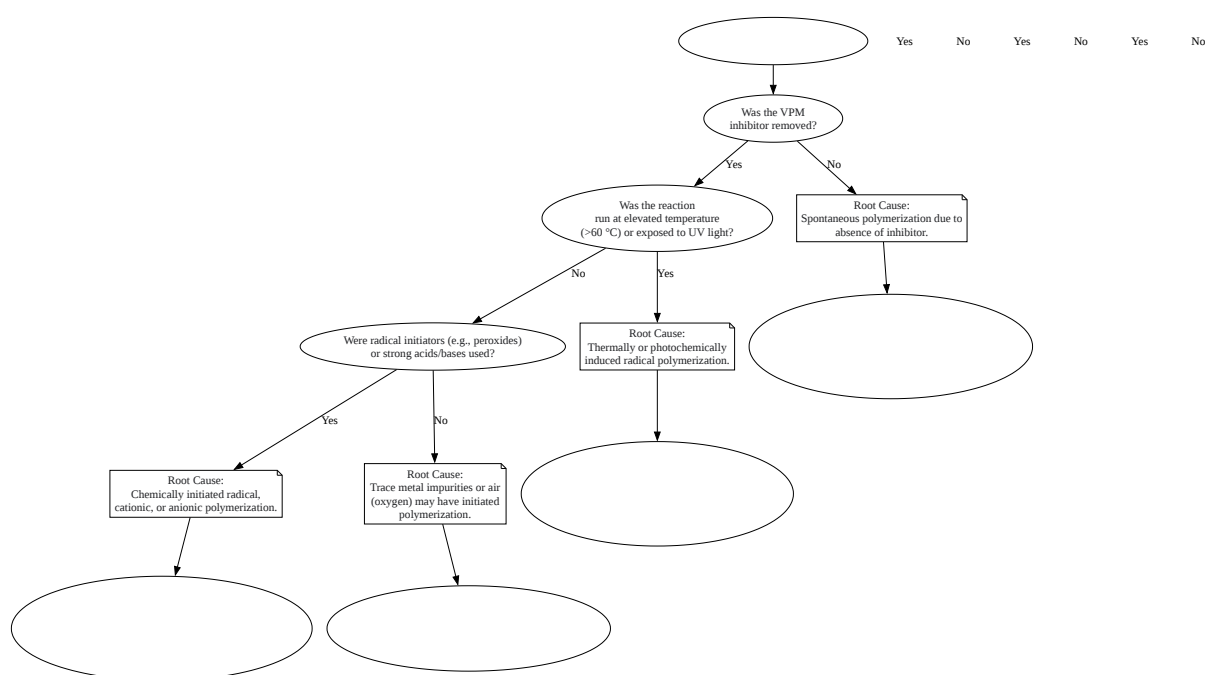 Yes No Yes No Yes No
Was the VPM
inhibitor removed?
Yes
No
Was the reaction
run at elevated temperature
(>60 °C) or exposed to UV light?
Root Cause:
Spontaneous polymerization due to
absence of inhibitor.
No
Yes
Were radical initiators (e.g., peroxides)
or strong acids/bases used?
Root Cause:
Thermally or photochemically
induced radical polymerization.
Yes
No
Root Cause:
Chemically initiated radical,
cationic, or anionic polymerization.
Root Cause:
Trace metal impurities or air
(oxygen) may have initiated
polymerization.